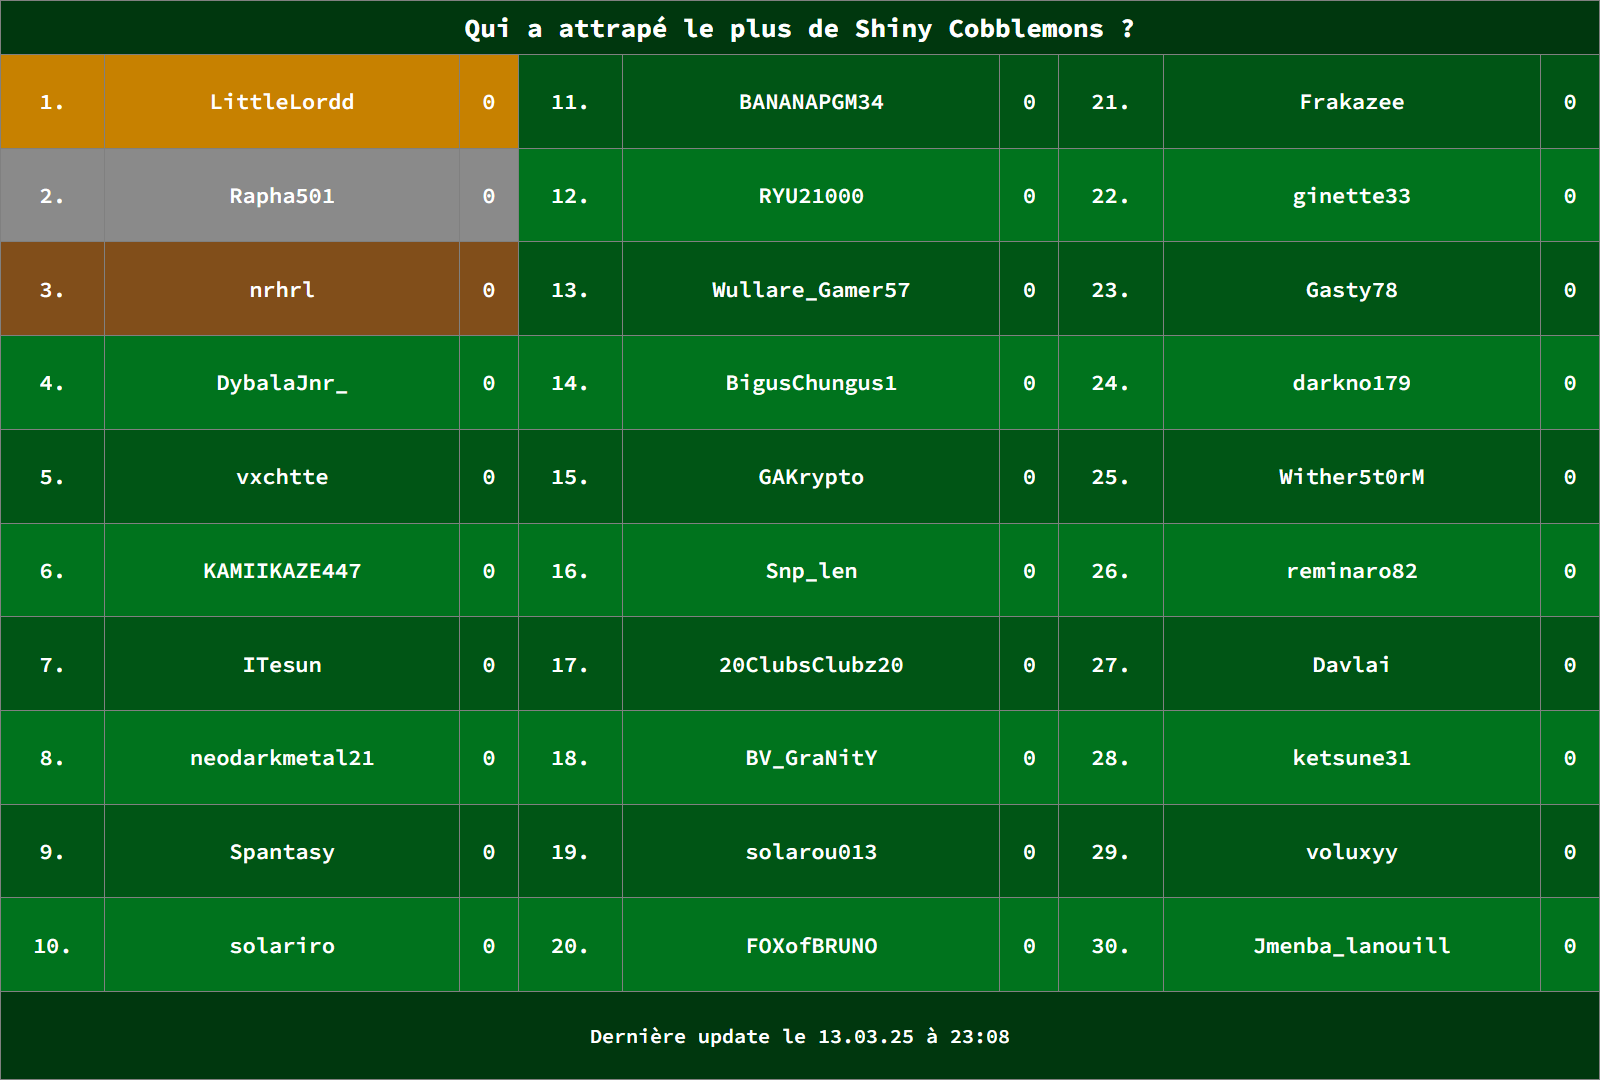 Qui a attrapé le plus de Shiny Cobblemons ?
1. LittleLordd 0 11. BANANAPGM34 0 21. Frakazee 0
2. Rapha501 0 12. RYU21000 0 22. ginette33 0
3. nrhrl 0 13. Wullare_Gamer57 0 23. Gasty78 0
4. DybalaJnr_ 0 14. BigusChungus1 0 24. darkno179 0
5. vxchtte 0 15. GAKrypto 0 25. Wither5t0rM 0
6. KAMIIKAZE447 0 16. Snp_len 0 26. reminaro82 0
7. ITesun 0 17. 20ClubsClubz20 0 27. Davlai 0
8. neodarkmetal21 0 18. BV_GraNitY 0 28. ketsune31 0
9. Spantasy 0 19. solarou013 0 29. voluxyy 0
10. solariro 0 20. FOXofBRUNO 0 30. Jmenba_lanouill 0
Dernière update le 13.03.25 à 23:08